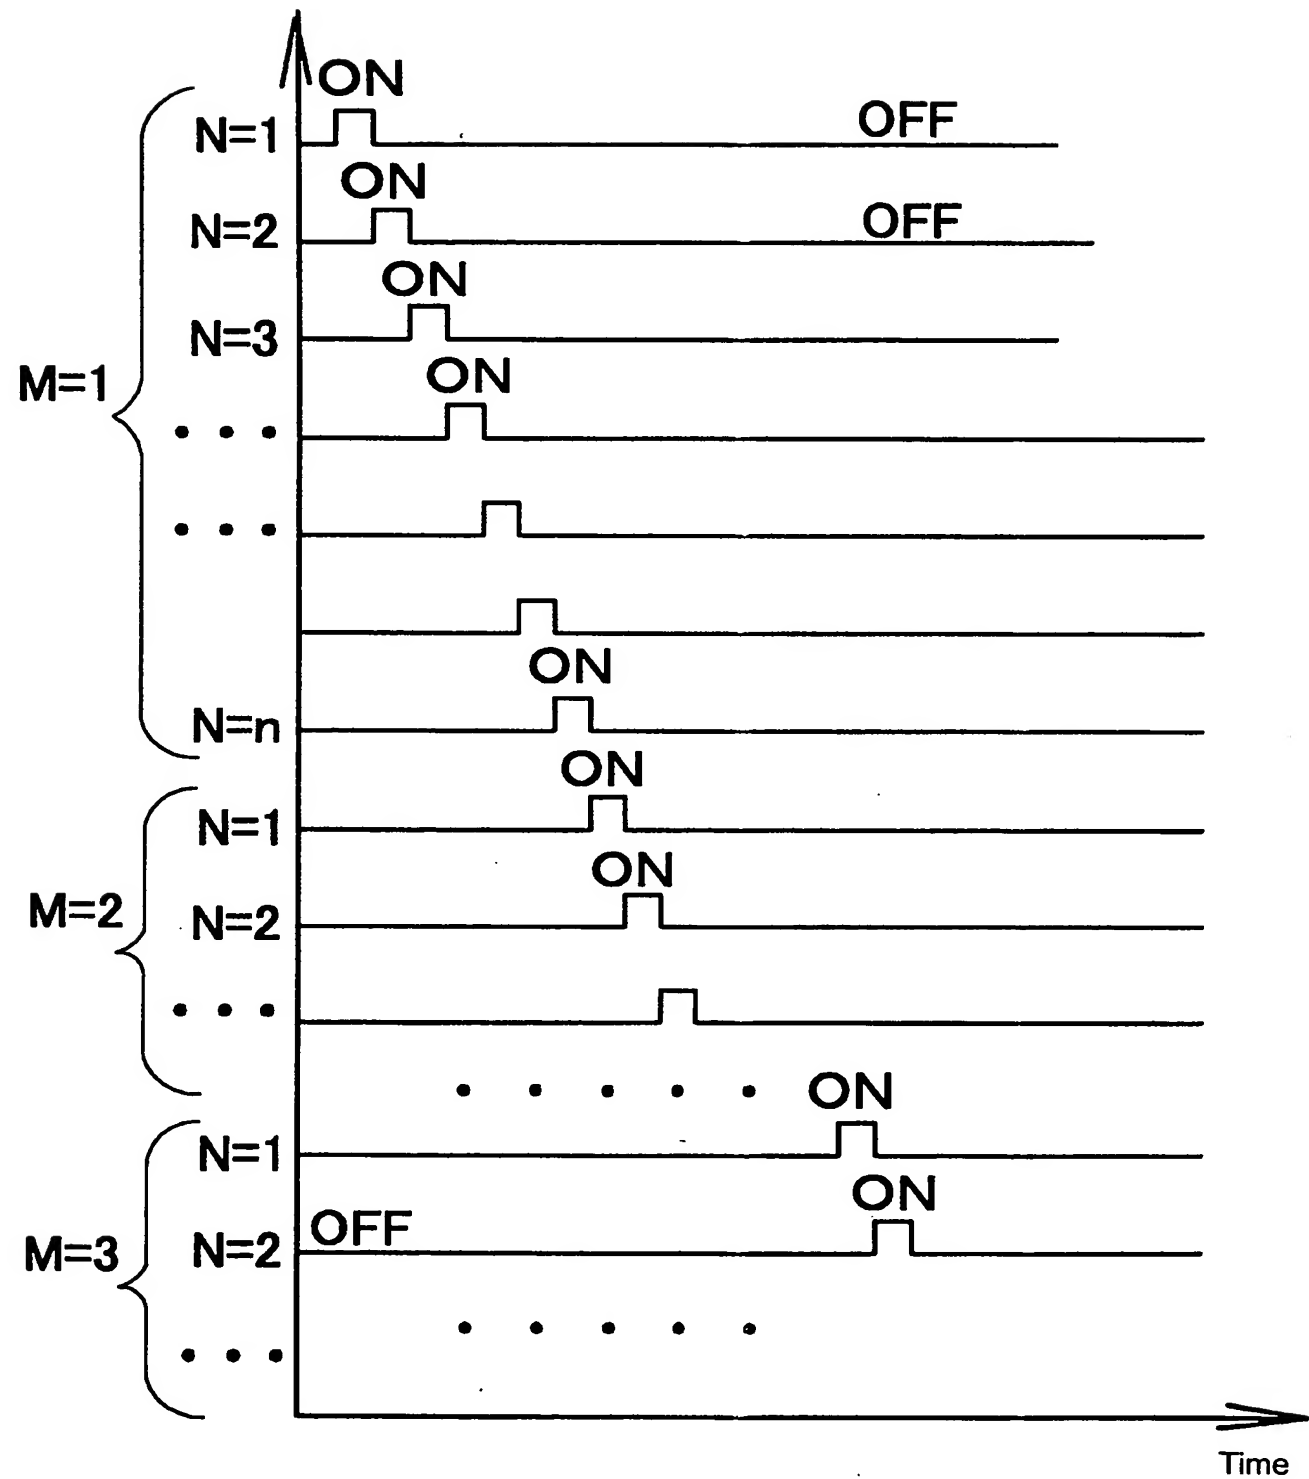 ON
N=1 OFF
ON
N=2 OFF
ON
N=3
M=1 ON
• • •
• • •
ON
N=n
ON
N=1
ON
M=2 N=2
• • •
• • • • • ON
N=1
ON
M=3 N=2 OFF
• • • • •
• • •
Time